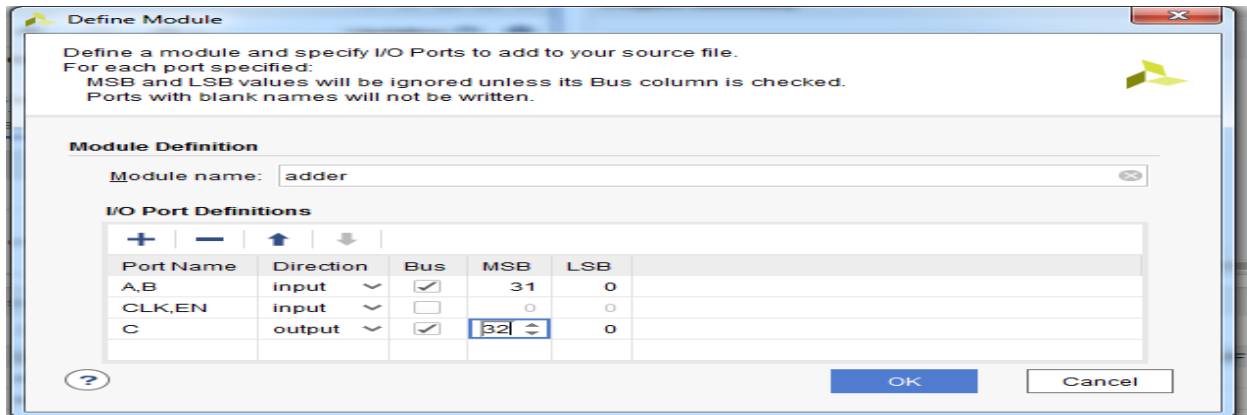 Define Module
Define a module and specify I/O Ports to add to your source file.
For each port specified:
MSB and LSB values will be ignored unless its Bus column is checked.
Ports with blank names will not be written.
Module Definition
Module name: adder
I/O Port Definitions
Port Name Direction Bus MSB LSB
A,B input 31 0
CLK,EN input 0 0
C output 32 0
? OK Cancel